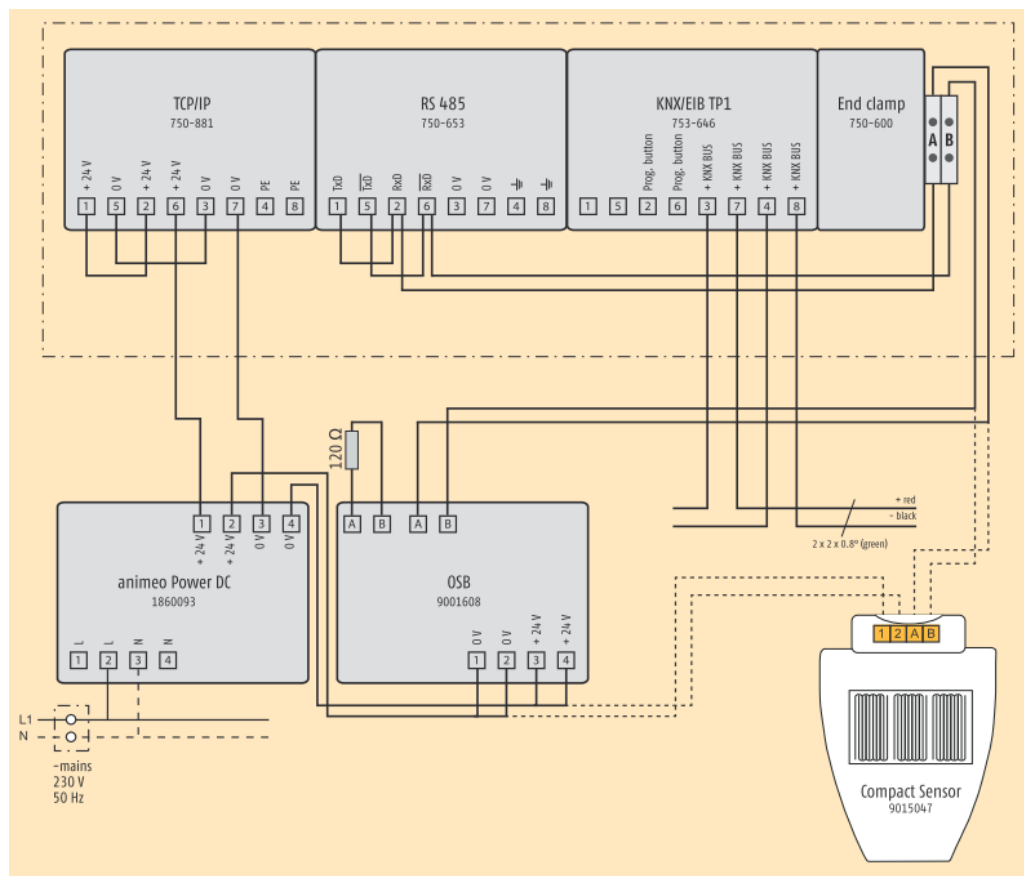 TCP/IP
750-881
RS 485
750-653
KNX/EIB TP1
753-646
End clamp
750-600
+ 24 V
0 V
+ 24 V
+ 24 V
0 V
0 V
PE
PE
TxD
TxD
RxD
RxD
0 V
0 V
Prog. button
Prog. button
+ KNX BUS
+ KNX BUS
+ KNX BUS
+ KNX BUS
A B
1 5 2 6 3 7 4 8
1 5 2 6 3 7 4 8
1 5 2 6 3 7 4 8
120 Ω
1 2 3 4
+ 24 V
+ 24 V
0 V
0 V
animeo Power DC
1860093
L
L
N
N
1 2 3 4
A B A B
OSB
9001608
0 V
0 V
+ 24 V
+ 24 V
1 2 3 4
+ red
- black
2 x 2 x 0.8º (green)
L1
N
~mains
230 V
50 Hz
1 2 A B
Compact Sensor
9015047